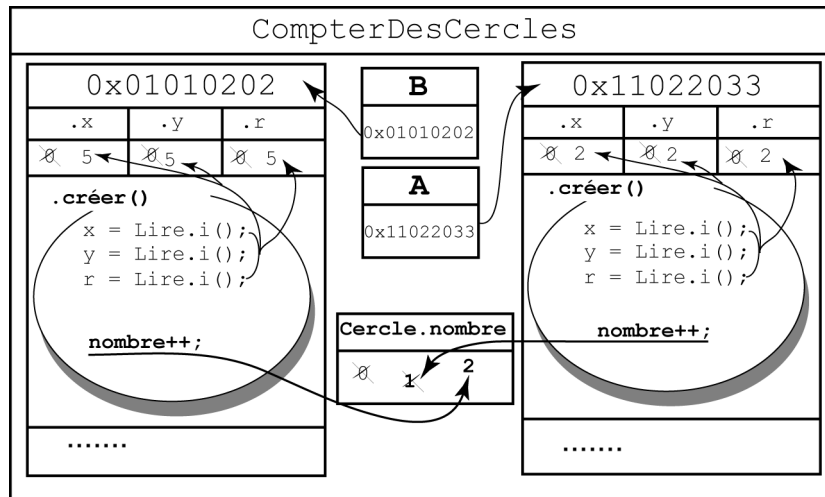 CompterDesCercles
0x01010202
.x .y .r
0 5 0 5 0 5
.créer()
x = Lire.i();
y = Lire.i();
r = Lire.i();
nombre++;
.......
B
0x01010202
A
0x11022033
Cercle.nombre
0 1 2
0x11022033
.x .y .r
0 2 0 2 0 2
.créer()
x = Lire.i();
y = Lire.i();
r = Lire.i();
nombre++;
.......